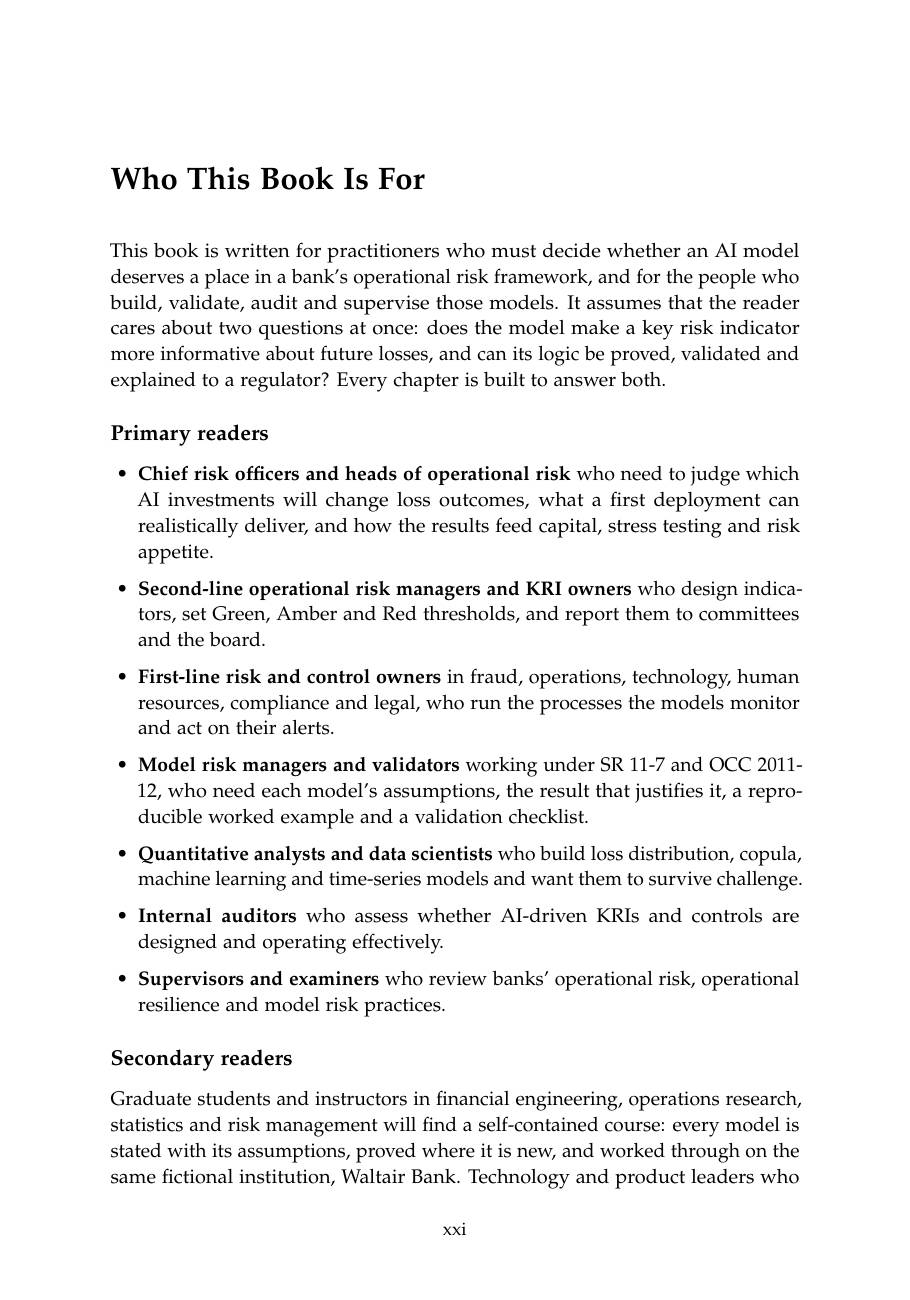 Who This Book Is For
This book is written for practitioners who must decide whether an AI model
deserves a place in a bank’s operational risk framework, and for the people who
build, validate, audit and supervise those models. It assumes that the reader
cares about two questions at once: does the model make a key risk indicator
more informative about future losses, and can its logic be proved, validated and
explained to a regulator? Every chapter is built to answer both.
Primary readers
• Chief risk officers and heads of operational risk who need to judge which
AI investments will change loss outcomes, what a first deployment can
realistically deliver, and how the results feed capital, stress testing and risk
appetite.
• Second-line operational risk managers and KRI owners who design indica-
tors, set Green, Amber and Red thresholds, and report them to committees
and the board.
• First-line risk and control owners in fraud, operations, technology, human
resources, compliance and legal, who run the processes the models monitor
and act on their alerts.
• Model risk managers and validators working under SR 11-7 and OCC 2011-
12, who need each model’s assumptions, the result that justifies it, a repro-
ducible worked example and a validation checklist.
• Quantitative analysts and data scientists who build loss distribution, copula,
machine learning and time-series models and want them to survive challenge.
• Internal auditors who assess whether AI-driven KRIs and controls are
designed and operating effectively.
• Supervisors and examiners who review banks’ operational risk, operational
resilience and model risk practices.
Secondary readers
Graduate students and instructors in financial engineering, operations research,
statistics and risk management will find a self-contained course: every model is
stated with its assumptions, proved where it is new, and worked through on the
same fictional institution, Waltair Bank. Technology and product leaders who
xxi